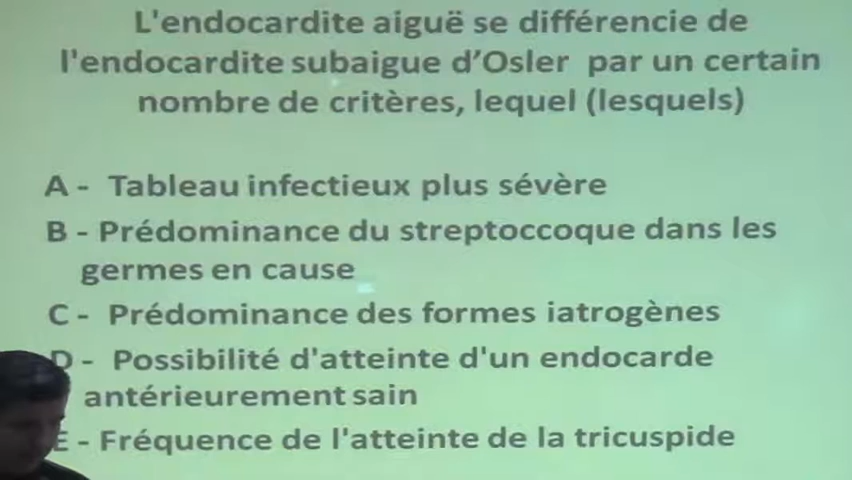 L'endocardite aiguë se différencie de
l'endocardite subaigue d’Osler par un certain
nombre de critères, lequel (lesquels)
A - Tableau infectieux plus sévère
B - Prédominance du streptoccoque dans les
germes en cause
C - Prédominance des formes iatrogènes
D - Possibilité d'atteinte d'un endocarde
antérieurement sain
E - Fréquence de l'atteinte de la tricuspide